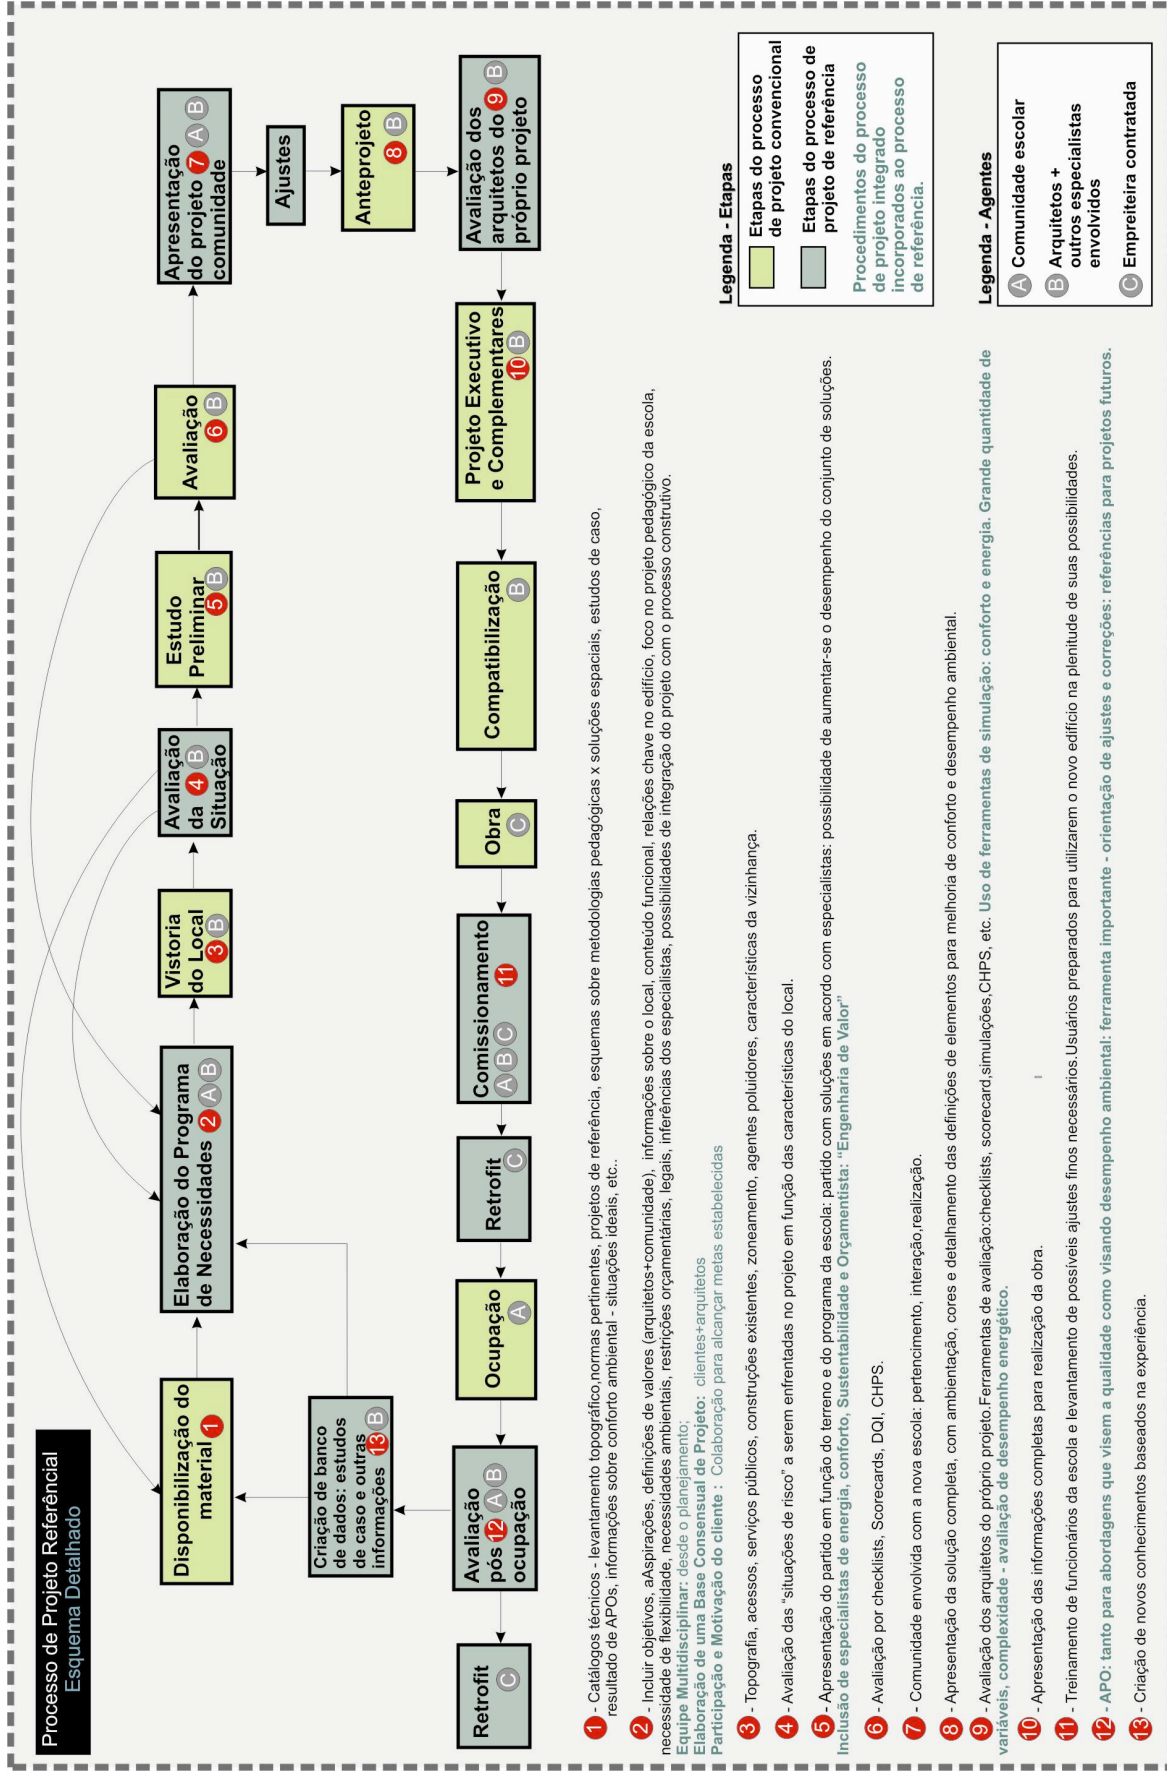 Processo de Projeto Referencial
Esquema Detalhado
Disponibilização do
material 1
Elaboração do Programa
de Necessidades 2 A B
Vistoria
do Local
3 B
Avaliação
da 4 B
Situação
Estudo
Preliminar
5 B
Avaliação
6 B
Apresentação
do projeto 7 A B
comunidade
Ajustes
Anteprojeto
8 B
Avaliação dos
arquitetos do 9 B
próprio projeto
Projeto Executivo
e Complementares
10 B
Compatibilização
B
Obra
C
Comissionamento
A B C 11
Retrofit
C
Ocupação
A
Avaliação
pós 12 A B
ocupação
Criação de banco
de dados: estudos
de caso e outras
informações 13 B
Retrofit
C
Legenda - Etapas
Etapas do processo
de projeto convencional
Etapas do processo de
projeto de referência
Procedimentos do processo
de projeto integrado
incorporados ao processo
de referência.
Legenda - Agentes
A Comunidade escolar
B Arquitetos +
outros especialistas
envolvidos
C Empreiteira contratada
1 - Catálogos técnicos - levantamento topográfico,normas pertinentes, projetos de referência, esquemas sobre metodologias pedagógicas x soluções espaciais, estudos de caso,
resultado de APOs, informações sobre conforto ambiental - situações ideais, etc..
2 - Incluir objetivos, aAspirações, definições de valores (arquitetos+comunidade), informações sobre o local, conteúdo funcional, relações chave no edifício, foco no projeto pedagógico da escola,
necessidade de flexibilidade, necessidades ambientais, restrições orçamentárias, legais, inferências dos especialistas, possibilidades de integração do projeto com o processo construtivo.
Equipe Multidisciplinar: desde o planejamento;
Elaboração de uma Base Consensual de Projeto: clientes+arquitetos
Participação e Motivação do cliente : Colaboração para alcançar metas estabelecidas
3 - Topografia, acessos, serviços públicos, construções existentes, zoneamento, agentes poluidores, características da vizinhança.
4 - Avaliação das “situações de risco” a serem enfrentadas no projeto em função das características do local.
5 - Apresentação do partido em função do terreno e do programa da escola: partido com soluções em acordo com especialistas: possibilidade de aumentar-se o desempenho do conjunto de soluções.
Inclusão de especialistas de energia, conforto, Sustentabilidade e Orçamentista: “Engenharia de Valor”
6 - Avaliação por checklists, Scorecards, DQI, CHPS.
7 - Comunidade envolvida com a nova escola: pertencimento, interação,realização.
8 - Apresentação da solução completa, com ambientação, cores e detalhamento das definições de elementos para melhoria de conforto e desempenho ambiental.
9 - Avaliação dos arquitetos do próprio projeto.Ferramentas de avaliação:checklists, scorecard,simulações,CHPS, etc. Uso de ferramentas de simulação: conforto e energia. Grande quantidade de
variáveis, complexidade - avaliação de desempenho energético.
10 - Apresentação das informações completas para realização da obra.
11 - Treinamento de funcionários da escola e levantamento de possíveis ajustes finos necessários.Usuários preparados para utilizarem o novo edifício na plenitude de suas possibilidades.
12 - APO: tanto para abordagens que visem a qualidade como visando desempenho ambiental: ferramenta importante - orientação de ajustes e correções: referências para projetos futuros.
13 - Criação de novos conhecimentos baseados na experiência.